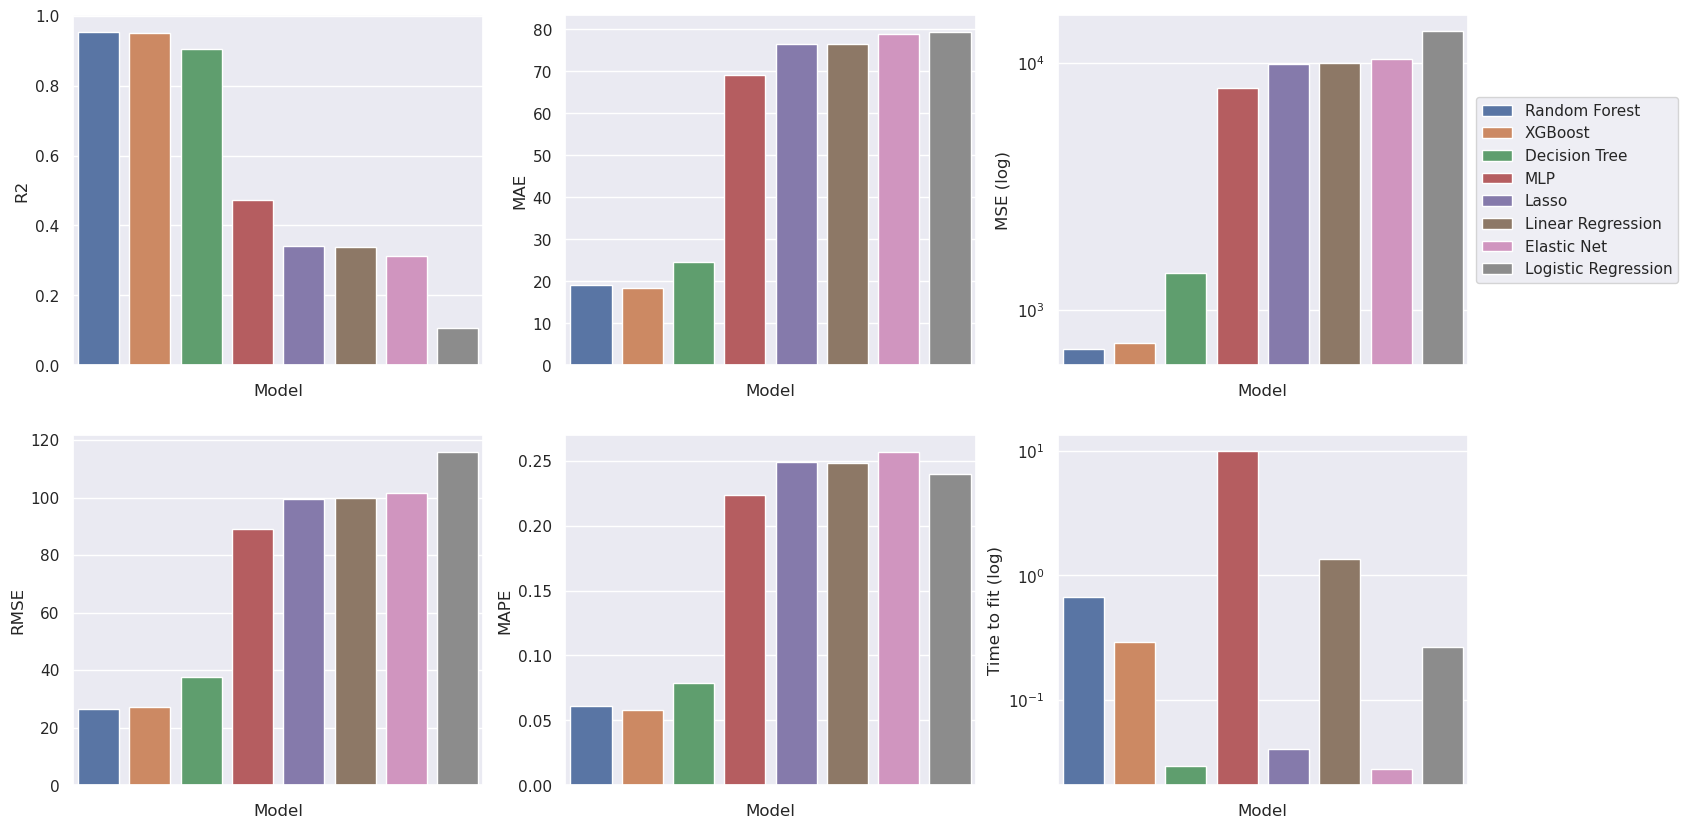 1.0
0.8
0.6
0.4
0.2
0.0
R2
Model
80
70
60
50
40
30
20
10
0
MAE
Model
10^4
10^3
MSE (log)
Model
Random Forest
XGBoost
Decision Tree
MLP
Lasso
Linear Regression
Elastic Net
Logistic Regression
120
100
80
60
40
20
0
RMSE
Model
0.25
0.20
0.15
0.10
0.05
0.00
MAPE
Model
10^1
10^0
10^−1
Time to fit (log)
Model